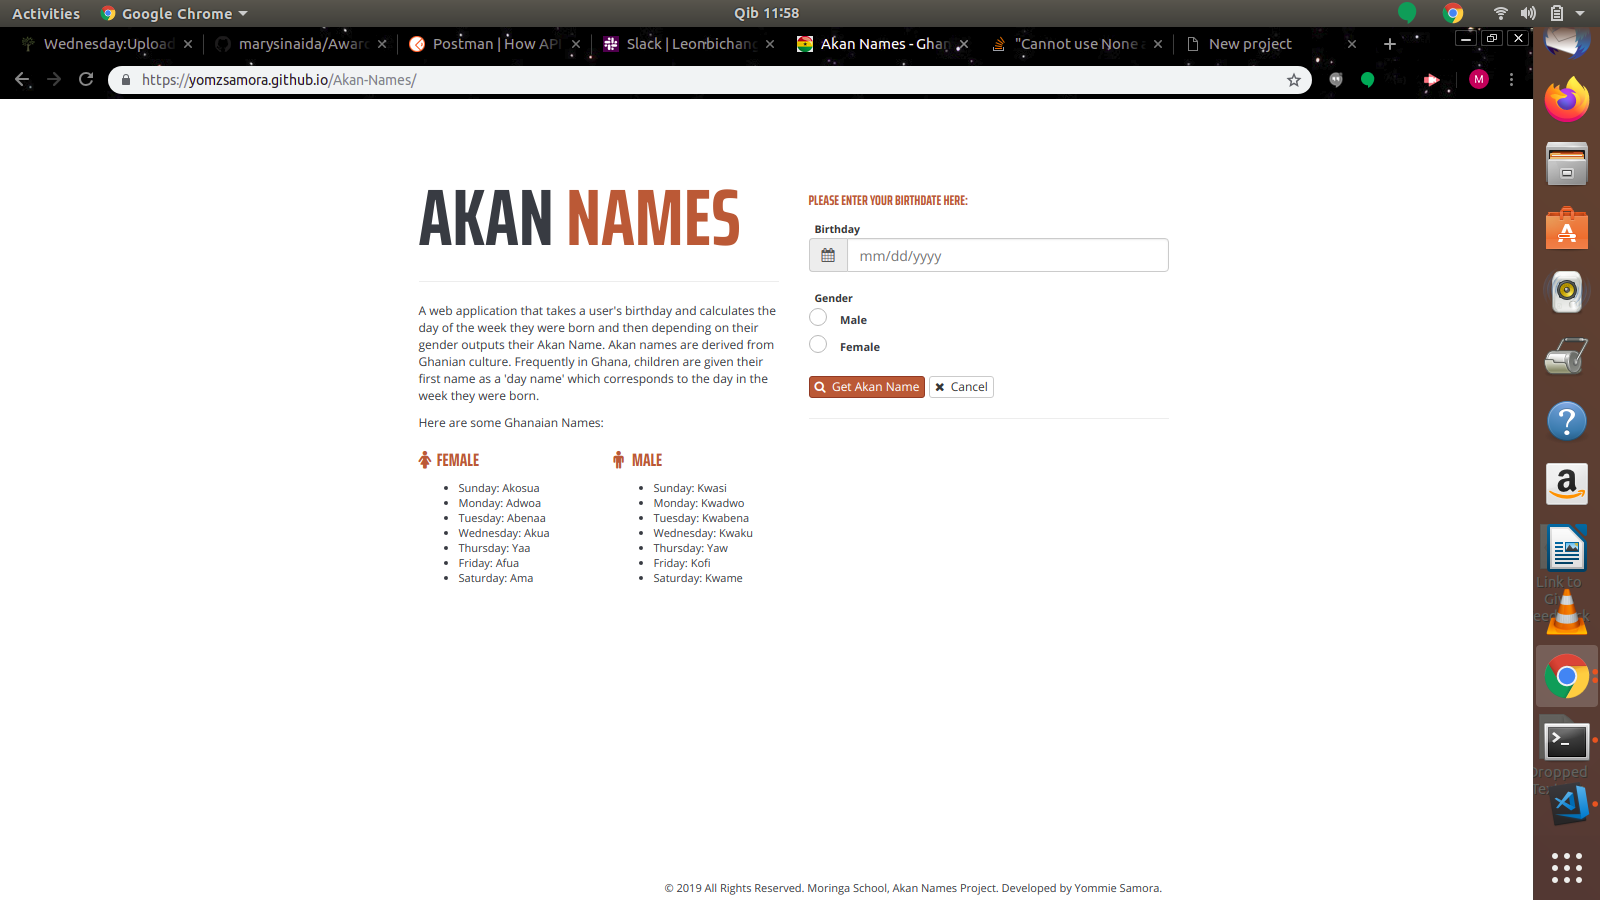 Activities
Google Chrome
Qib 11:58
Wednesday:Upload
marysinaida/Awar
Postman | How API
Slack | Leonbichang
Akan Names - Ghan
"Cannot use None a
New project
https://yomzsamora.github.io/Akan-Names/
M
AKAN NAMES
A web application that takes a user's birthday and calculates the
day of the week they were born and then depending on their
gender outputs their Akan Name. Akan names are derived from
Ghanian culture. Frequently in Ghana, children are given their
first name as a 'day name' which corresponds to the day in the
week they were born.
Here are some Ghanaian Names:
FEMALE
Sunday: Akosua
Monday: Adwoa
Tuesday: Abenaa
Wednesday: Akua
Thursday: Yaa
Friday: Afua
Saturday: Ama
MALE
Sunday: Kwasi
Monday: Kwadwo
Tuesday: Kwabena
Wednesday: Kwaku
Thursday: Yaw
Friday: Kofi
Saturday: Kwame
PLEASE ENTER YOUR BIRTHDATE HERE:
Birthday
mm/dd/yyyy
Gender
Male
Female
Get Akan Name
Cancel
Link to
Dropped
© 2019 All Rights Reserved. Moringa School, Akan Names Project. Developed by Yommie Samora.